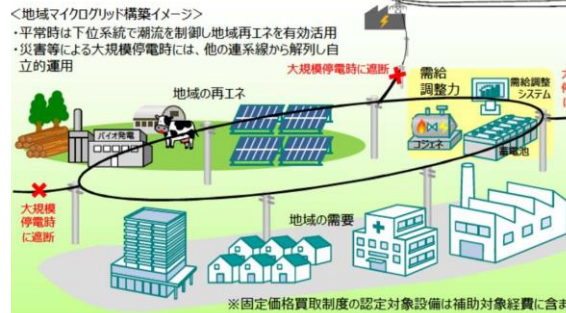 ＜地域マイクログリッド構築イメージ＞
・平常時は下位系統で潮流を制御し地域再エネを有効活用
・災害等による大規模停電時には、他の連系線から解列し自
立的運用
大規模停電時に遮断
需給
調整力
需給調整
システム
大
停
に
地域の再エネ
バイオ発電
コジェネ
蓄電池
大規模
停電時
に遮断
地域の需要
※固定価格買取制度の認定対象設備は補助対象経費に含ま